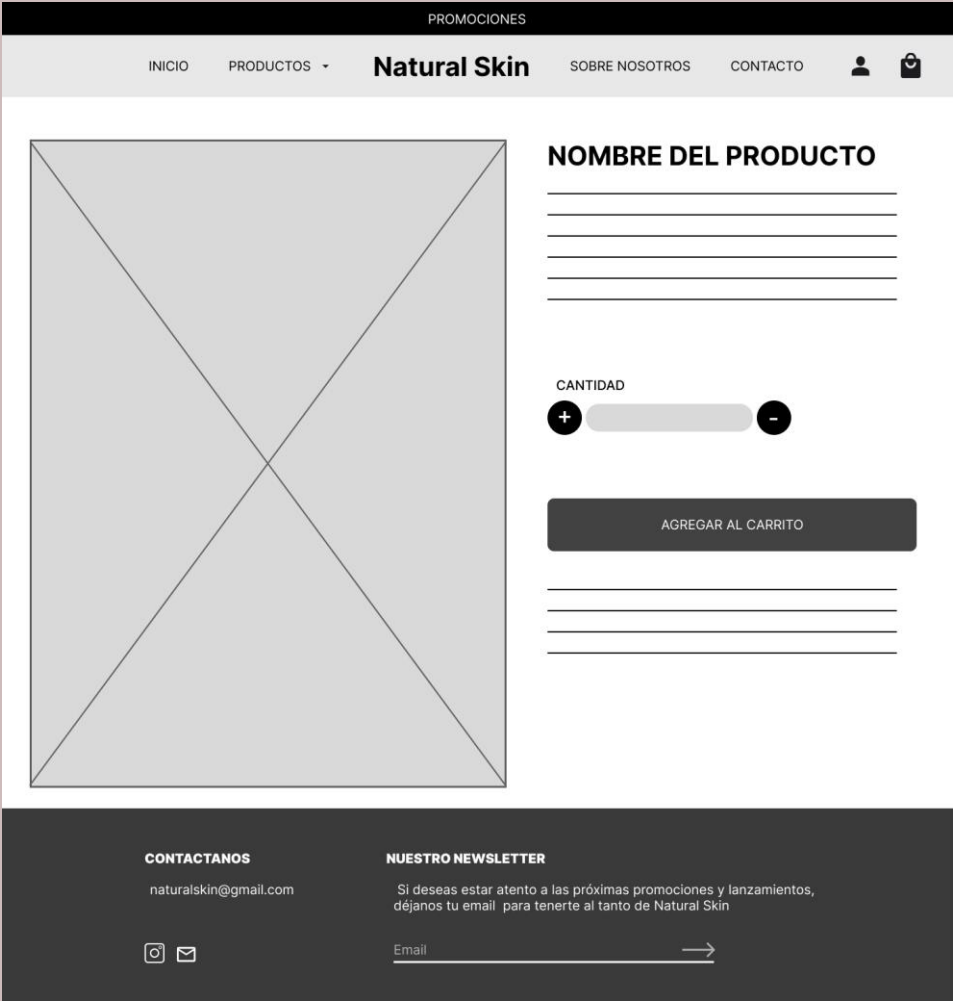 PROMOCIONES
INICIO PRODUCTOS Natural Skin SOBRE NOSOTROS CONTACTO
NOMBRE DEL PRODUCTO
CANTIDAD
+ -
AGREGAR AL CARRITO
CONTACTANOS
naturalskin@gmail.com
NUESTRO NEWSLETTER
Si deseas estar atento a las próximas promociones y lanzamientos,
déjanos tu email para tenerte al tanto de Natural Skin
Email